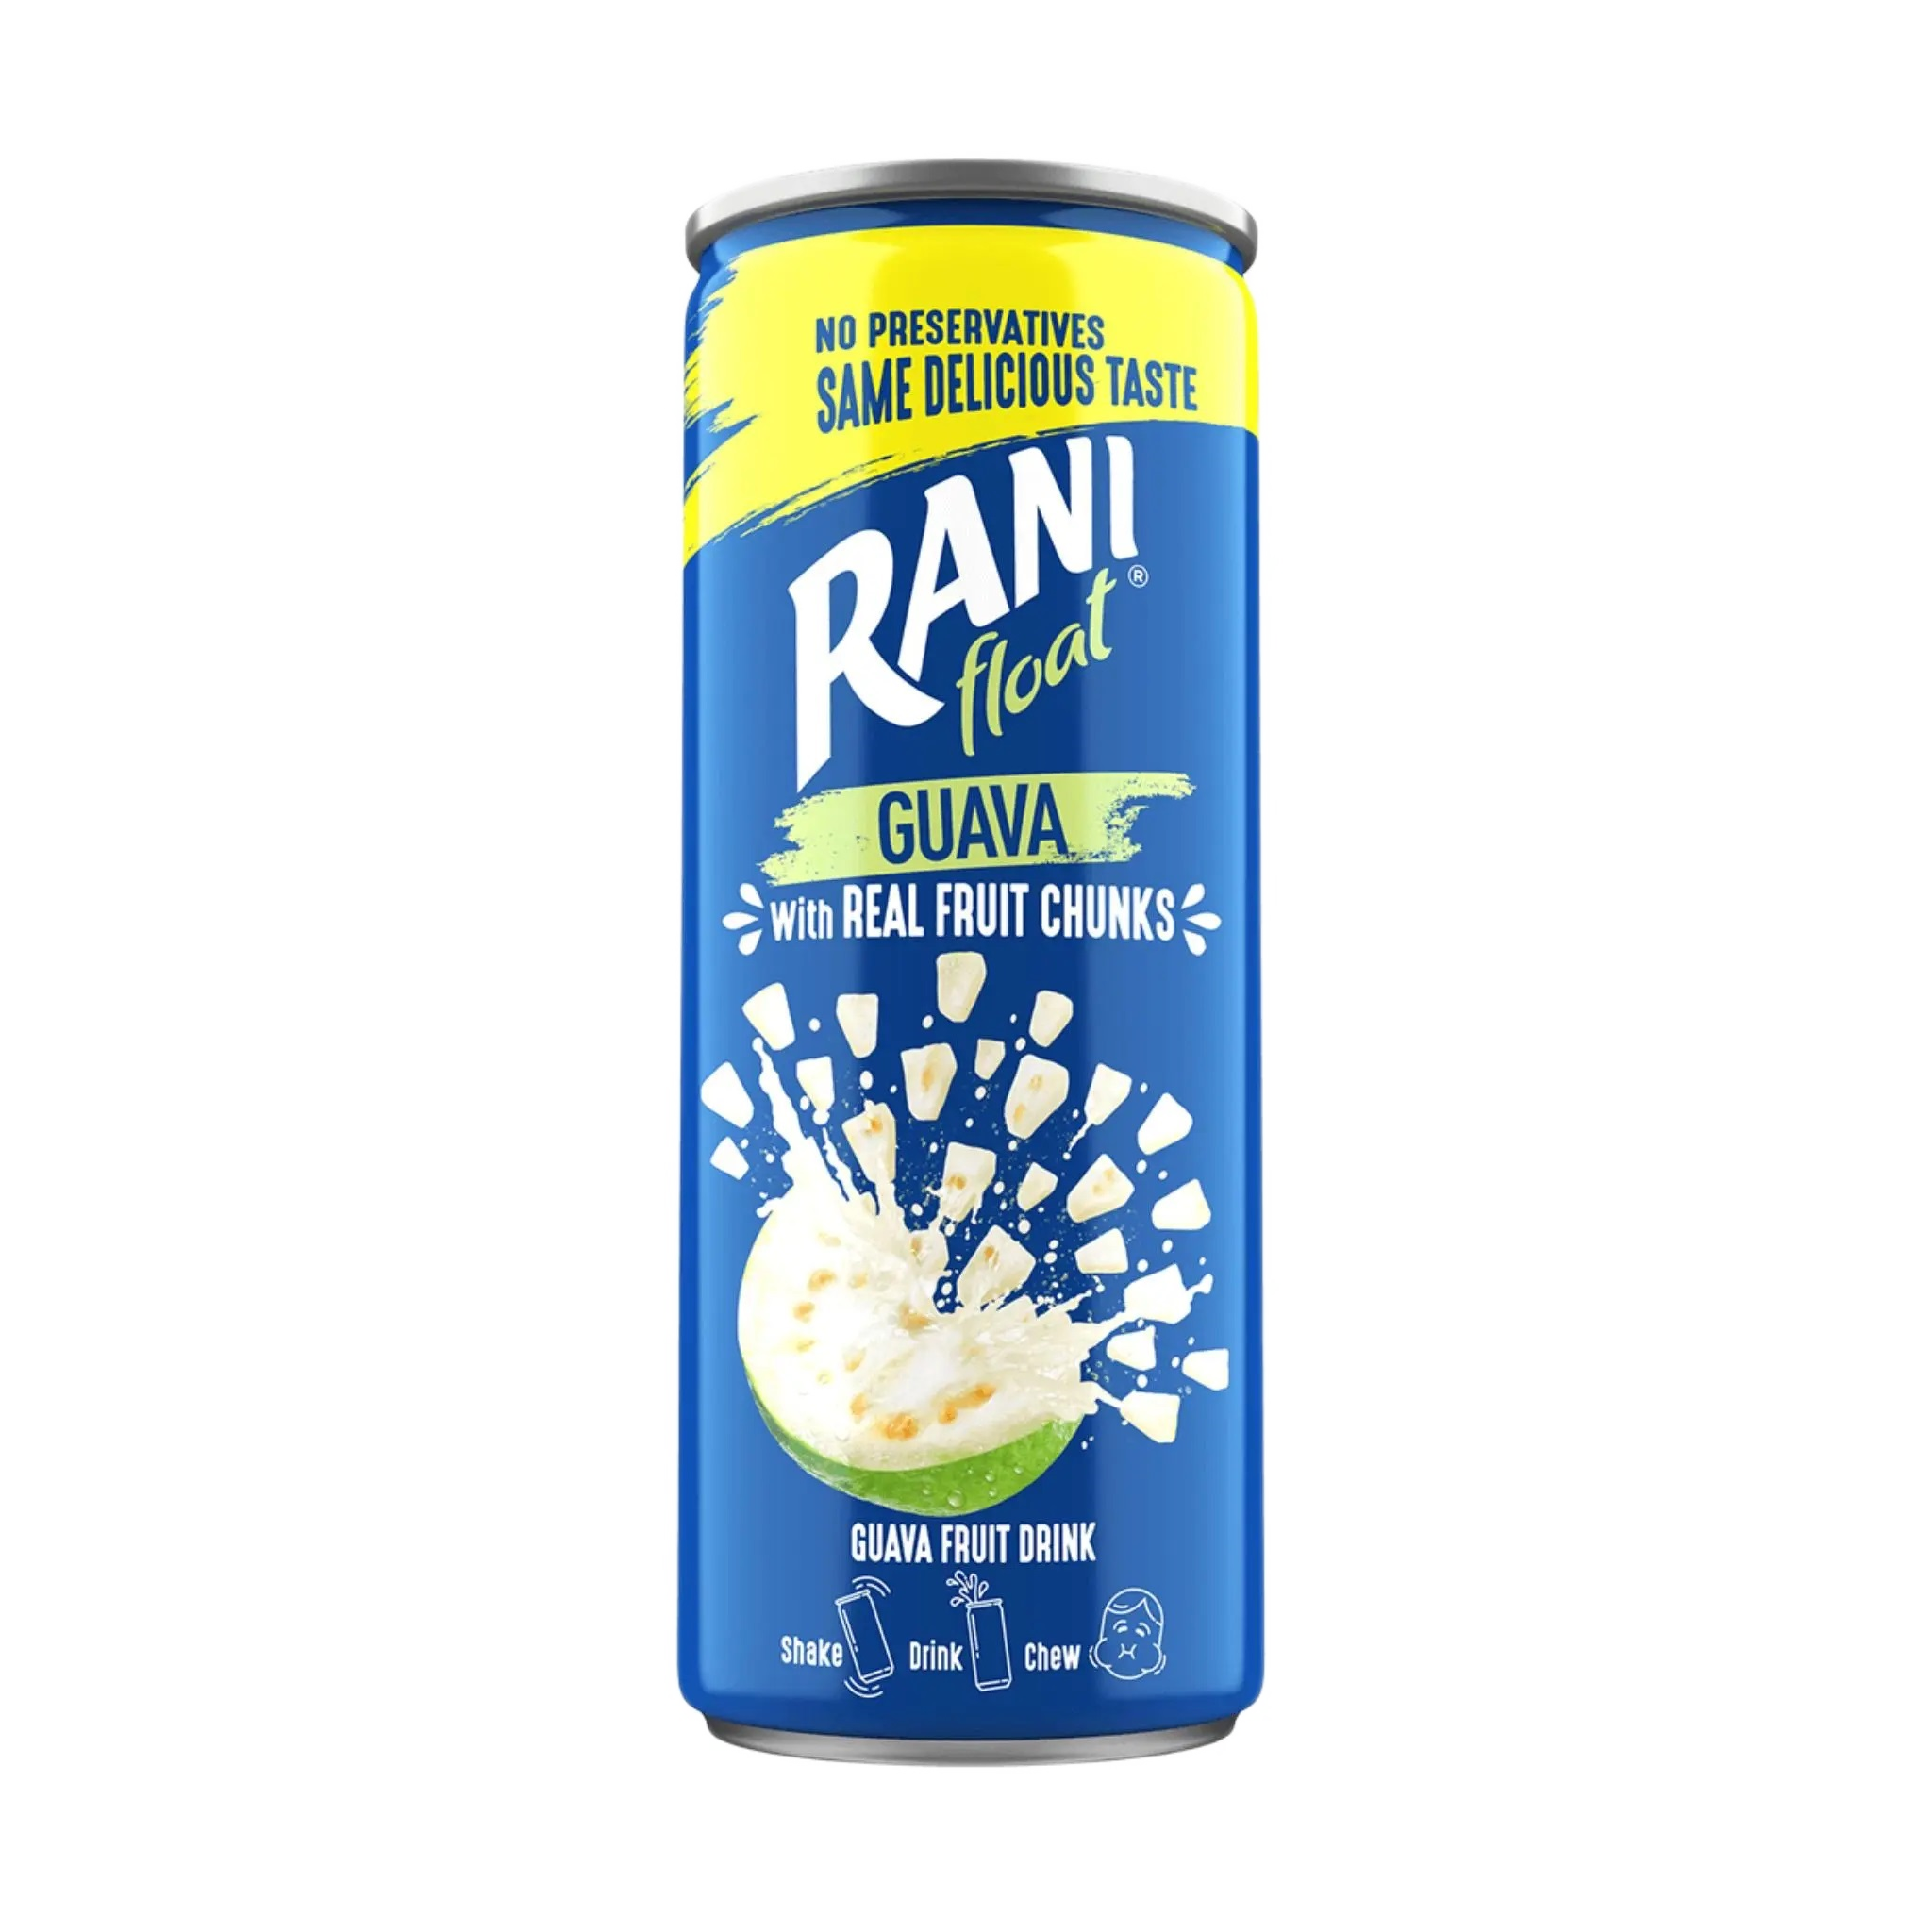 NO PRESERVATIVES
SAME DELICIOUS TASTE
RANI
float®
GUAVA
With REAL FRUIT CHUNKS
GUAVA FRUIT DRINK
Shake Drink Chew